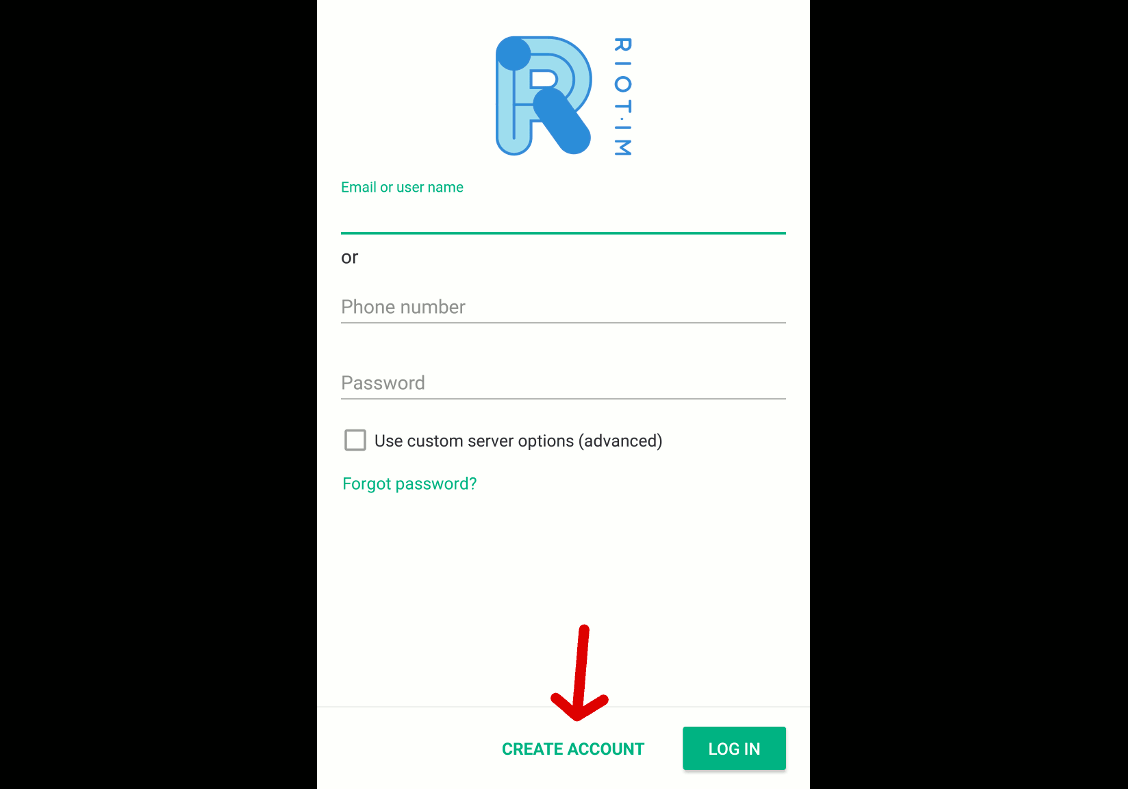 RIOT·IM
Email or user name
or
Phone number
Password
Use custom server options (advanced)
Forgot password?
CREATE ACCOUNT
LOG IN